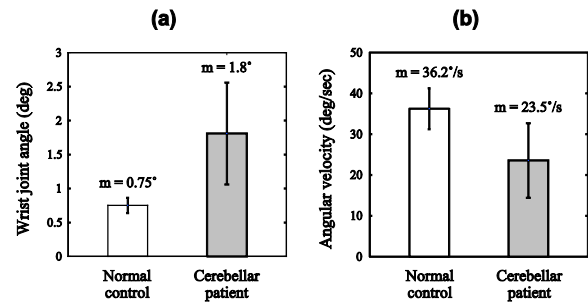 (a)
Wrist joint angle (deg)
3
2.5
2
1.5
1
0.5
0
m = 0.75°
m = 1.8°
Normal
control
Cerebellar
patient
(b)
Angular velocity (deg/sec)
50
40
30
20
10
0
m = 36.2°/s
m = 23.5°/s
Normal
control
Cerebellar
patient